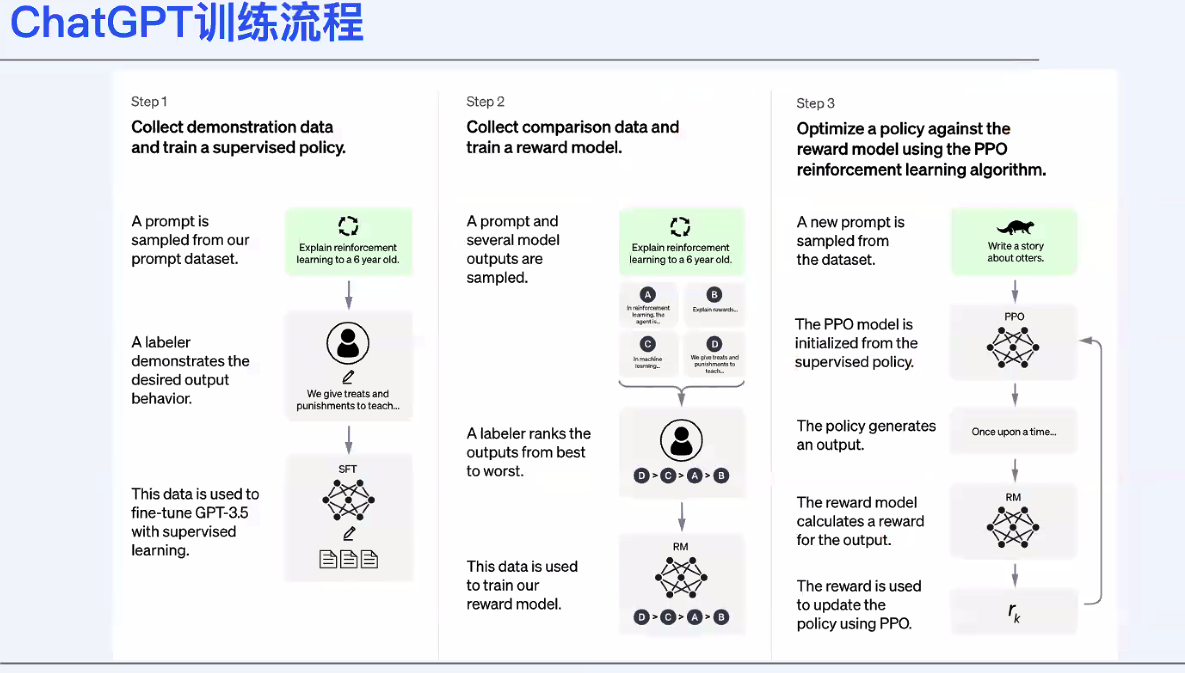 ChatGPT训练流程
Step 1
Collect demonstration data
and train a supervised policy.
A prompt is
sampled from our
prompt dataset.
Explain reinforcement
learning to a 6 year old.
A labeler
demonstrates the
desired output
behavior.
We give treats and
punishments to teach...
This data is used to
fine-tune GPT-3.5
with supervised
learning.
SFT
Step 2
Collect comparison data and
train a reward model.
A prompt and
several model
outputs are
sampled.
Explain reinforcement
learning to a 6 year old.
A
In reinforcement
learning, the
agent is...
B
Explain rewards...
C
In machine
learning...
D
We give treats and
punishments to
teach...
A labeler ranks the
outputs from best
to worst.
D > C > A > B
This data is used
to train our
reward model.
RM
D > C > A > B
Step 3
Optimize a policy against the
reward model using the PPO
reinforcement learning algorithm.
A new prompt is
sampled from
the dataset.
Write a story
about otters.
The PPO model is
initialized from the
supervised policy.
PPO
The policy generates
an output.
Once upon a time...
The reward model
calculates a reward
for the output.
RM
The reward is used
to update the
policy using PPO.
rk